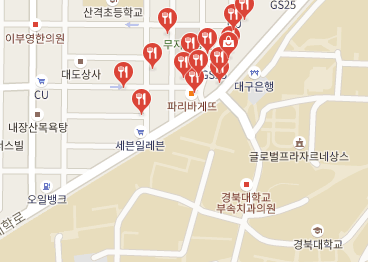 GS25
산격초등학교
이부영한의원
무지
대도상사
GS25
대구은행
CU
파리바게뜨
내장산목욕탕
세븐일레븐
버스빌
글로벌프라자르네상스
오일뱅크
경북대학교
부속치과의원
대학로
경북대학교